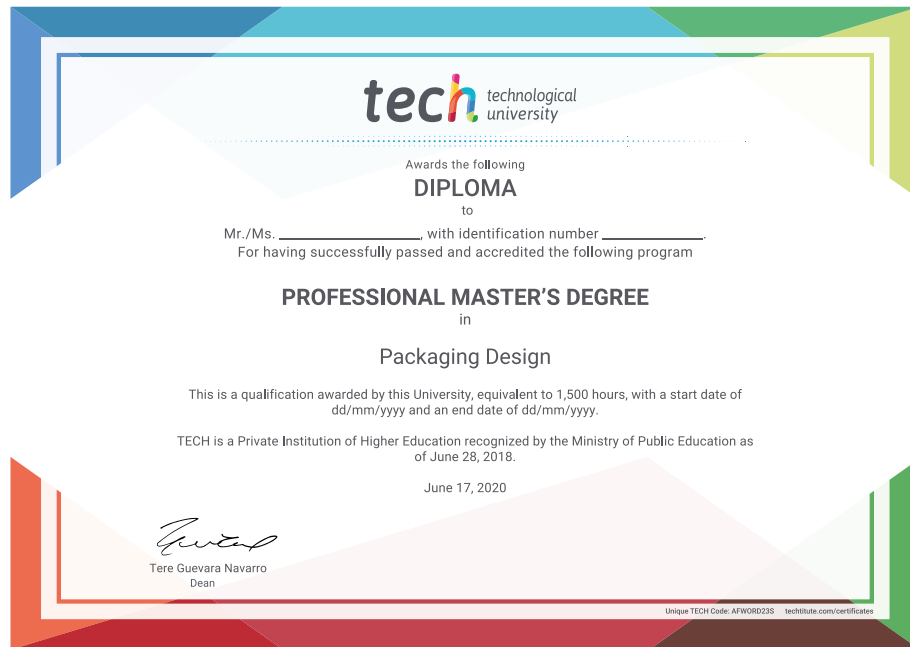 tech technological
university
Awards the following
DIPLOMA
to
Mr./Ms. ____________________, with identification number ______________.
For having successfully passed and accredited the following program
PROFESSIONAL MASTER'S DEGREE
in
Packaging Design
This is a qualification awarded by this University, equivalent to 1,500 hours, with a start date of
dd/mm/yyyy and an end date of dd/mm/yyyy.
TECH is a Private Institution of Higher Education recognized by the Ministry of Public Education as
of June 28, 2018.
June 17, 2020
Tere Guevara Navarro
Dean
Unique TECH Code: AFWORD23S techtitute.com/certificates